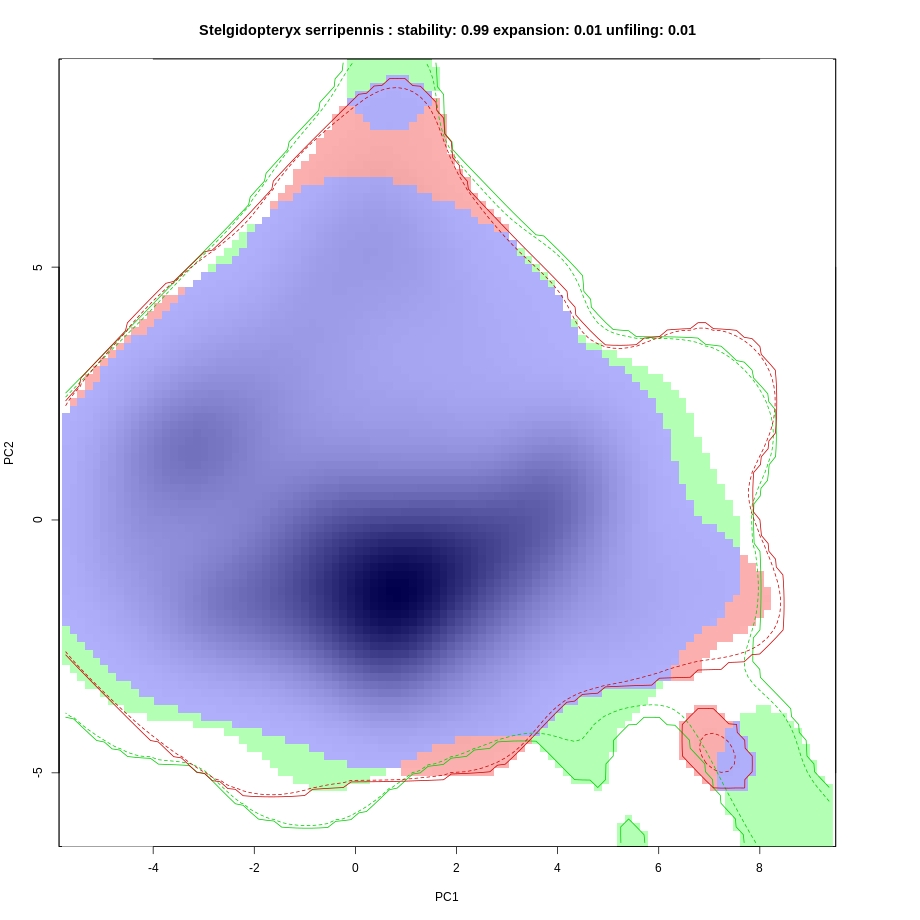 Stelgidopteryx serripennis : stability: 0.99 expansion: 0.01 unfiling: 0.01
5
PC2
0
-5
-4 -2 0 2 4 6 8
PC1